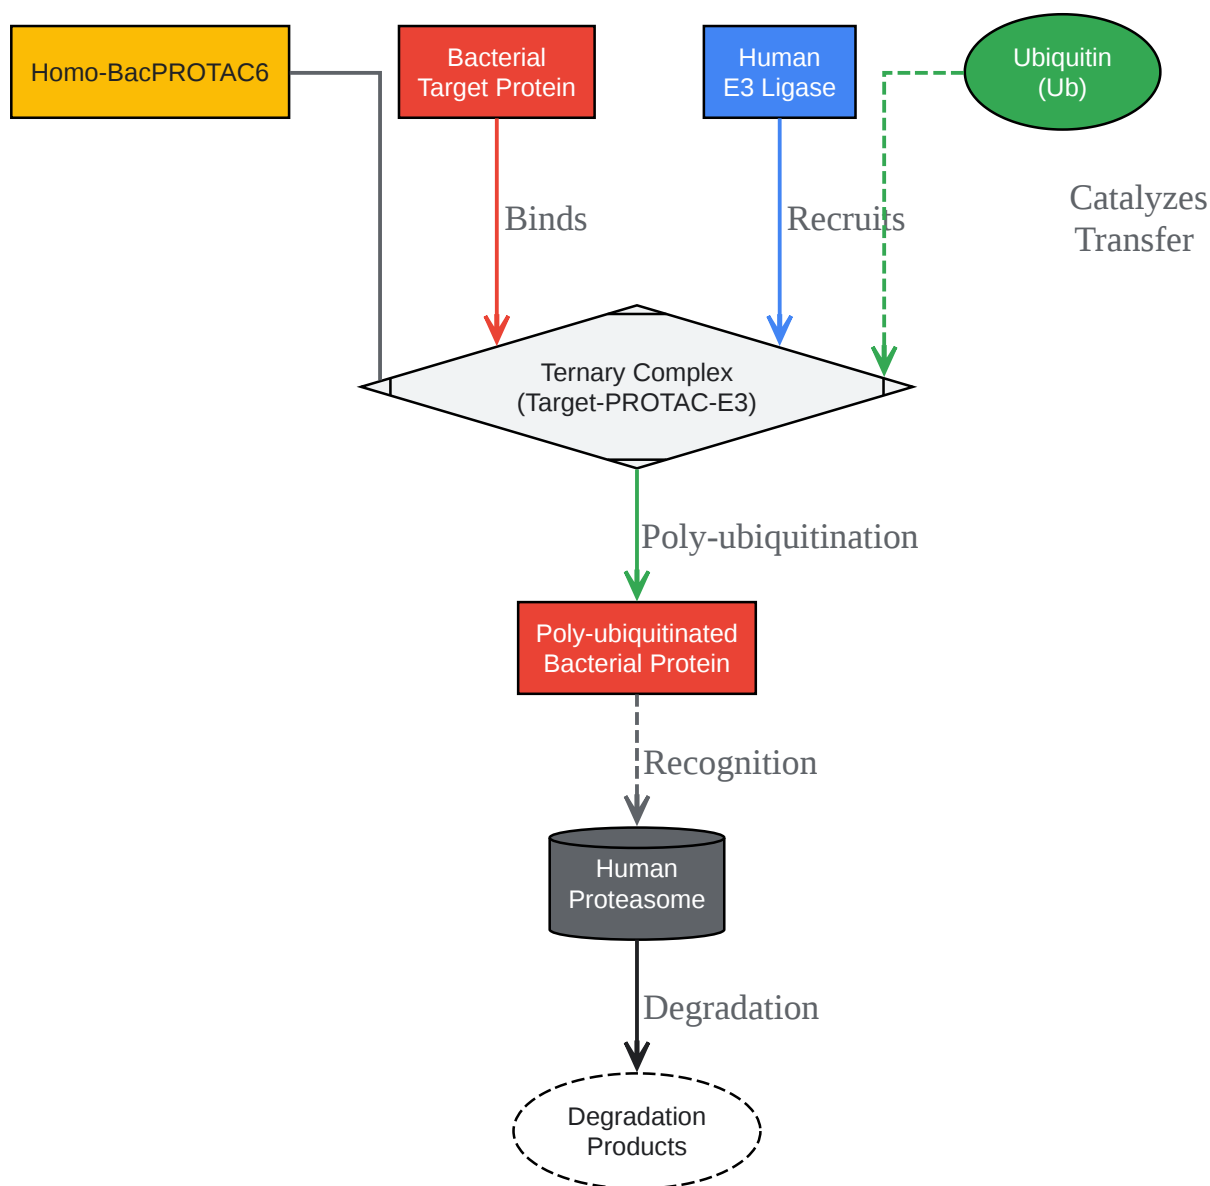 Homo-BacPROTAC6
Bacterial
Target Protein
Human
E3 Ligase
Ubiquitin
(Ub)
Binds
Recruits
Catalyzes
Transfer
Ternary Complex
(Target-PROTAC-E3)
Poly-ubiquitination
Poly-ubiquitinated
Bacterial Protein
Recognition
Human
Proteasome
Degradation
Degradation
Products